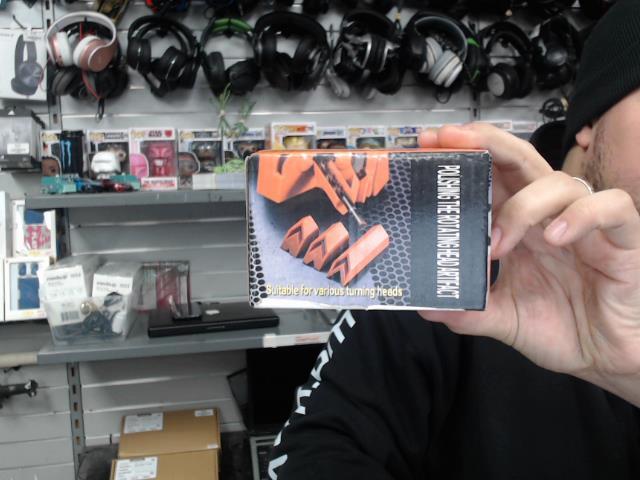 POLISHING THE ROTATING HEAD ARTIFACT
Suitable for various turning heads